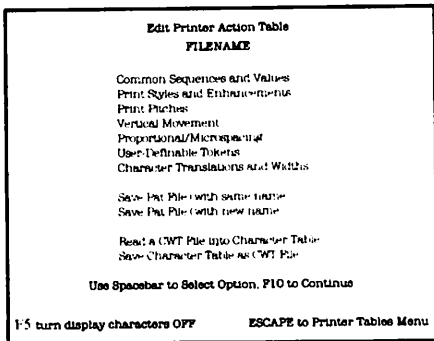 Edit Printer Action Table
FILENAME
Common Sequences and Values
Print Styles and Enhancements
Print Pitches
Vertical Movement
Proportional/Microspacing
User-Definable Tokens
Character Translations and Widths
Save Pat File (with same name
Save Pat File (with new name
Read a CWT File into Character Table
Save Character Table as CWT File
Use Spacebar to Select Option, F10 to Continue
F5 turn display characters OFF ESCAPE to Printer Tables Menu